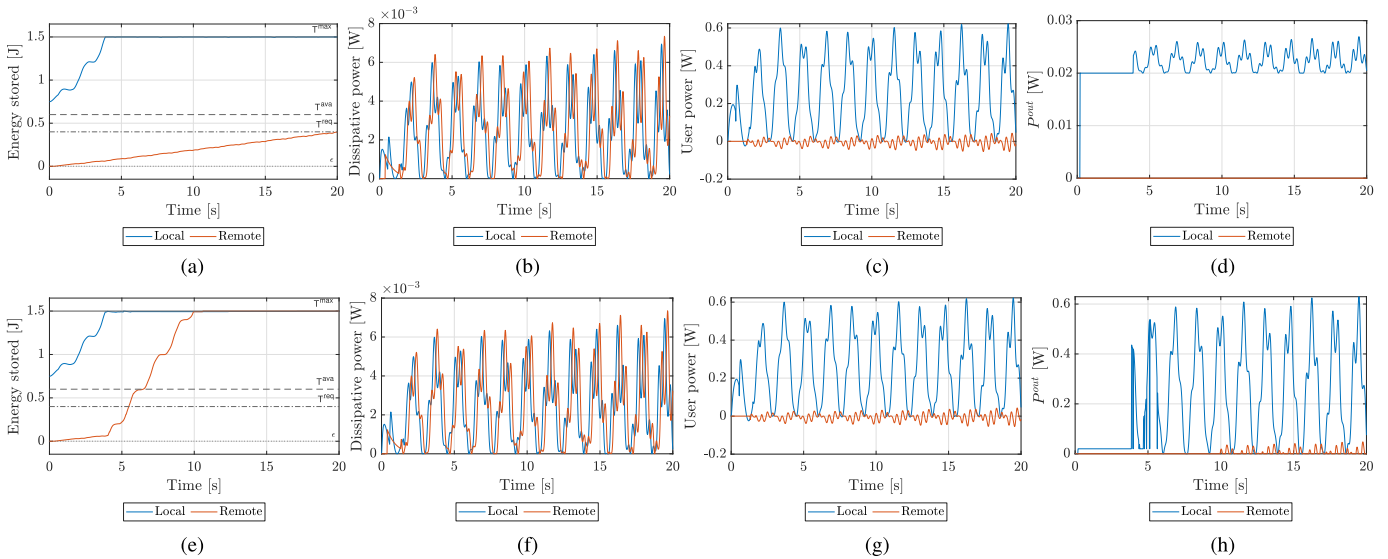 Energy stored [J]
1.5
1
0.5
0
T^max
T^ava
T^req
ϵ
0 5 10 15 20
Time [s]
Local Remote
(a)
×10^−3
Dissipative power [W]
8
6
4
2
0
0 5 10 15 20
Time [s]
Local Remote
(b)
User power [W]
0.6
0.4
0.2
0
-0.2
0 5 10 15 20
Time [s]
Local Remote
(c)
P^out [W]
0.03
0.02
0.01
0
0 5 10 15 20
Time [s]
Local Remote
(d)
Energy stored [J]
1.5
1
0.5
0
T^max
T^ava
T^req
ϵ
0 5 10 15 20
Time [s]
Local Remote
(e)
×10^−3
Dissipative power [W]
8
6
4
2
0
0 5 10 15 20
Time [s]
Local Remote
(f)
User power [W]
0.6
0.4
0.2
0
-0.2
0 5 10 15 20
Time [s]
Local Remote
(g)
P^out [W]
0.6
0.4
0.2
0
0 5 10 15 20
Time [s]
Local Remote
(h)